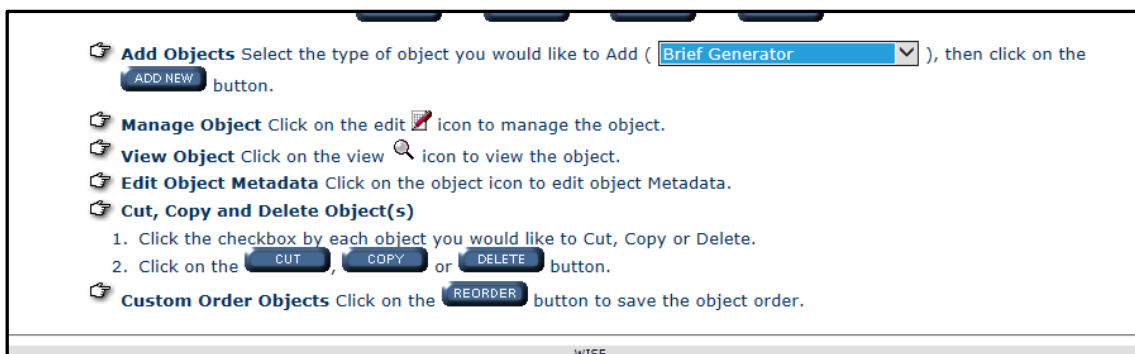 Add Objects Select the type of object you would like to Add ( Brief Generator ), then click on the
ADD NEW button.
Manage Object Click on the edit icon to manage the object.
View Object Click on the view icon to view the object.
Edit Object Metadata Click on the object icon to edit object Metadata.
Cut, Copy and Delete Object(s)
1. Click the checkbox by each object you would like to Cut, Copy or Delete.
2. Click on the CUT , COPY or DELETE button.
Custom Order Objects Click on the REORDER button to save the object order.